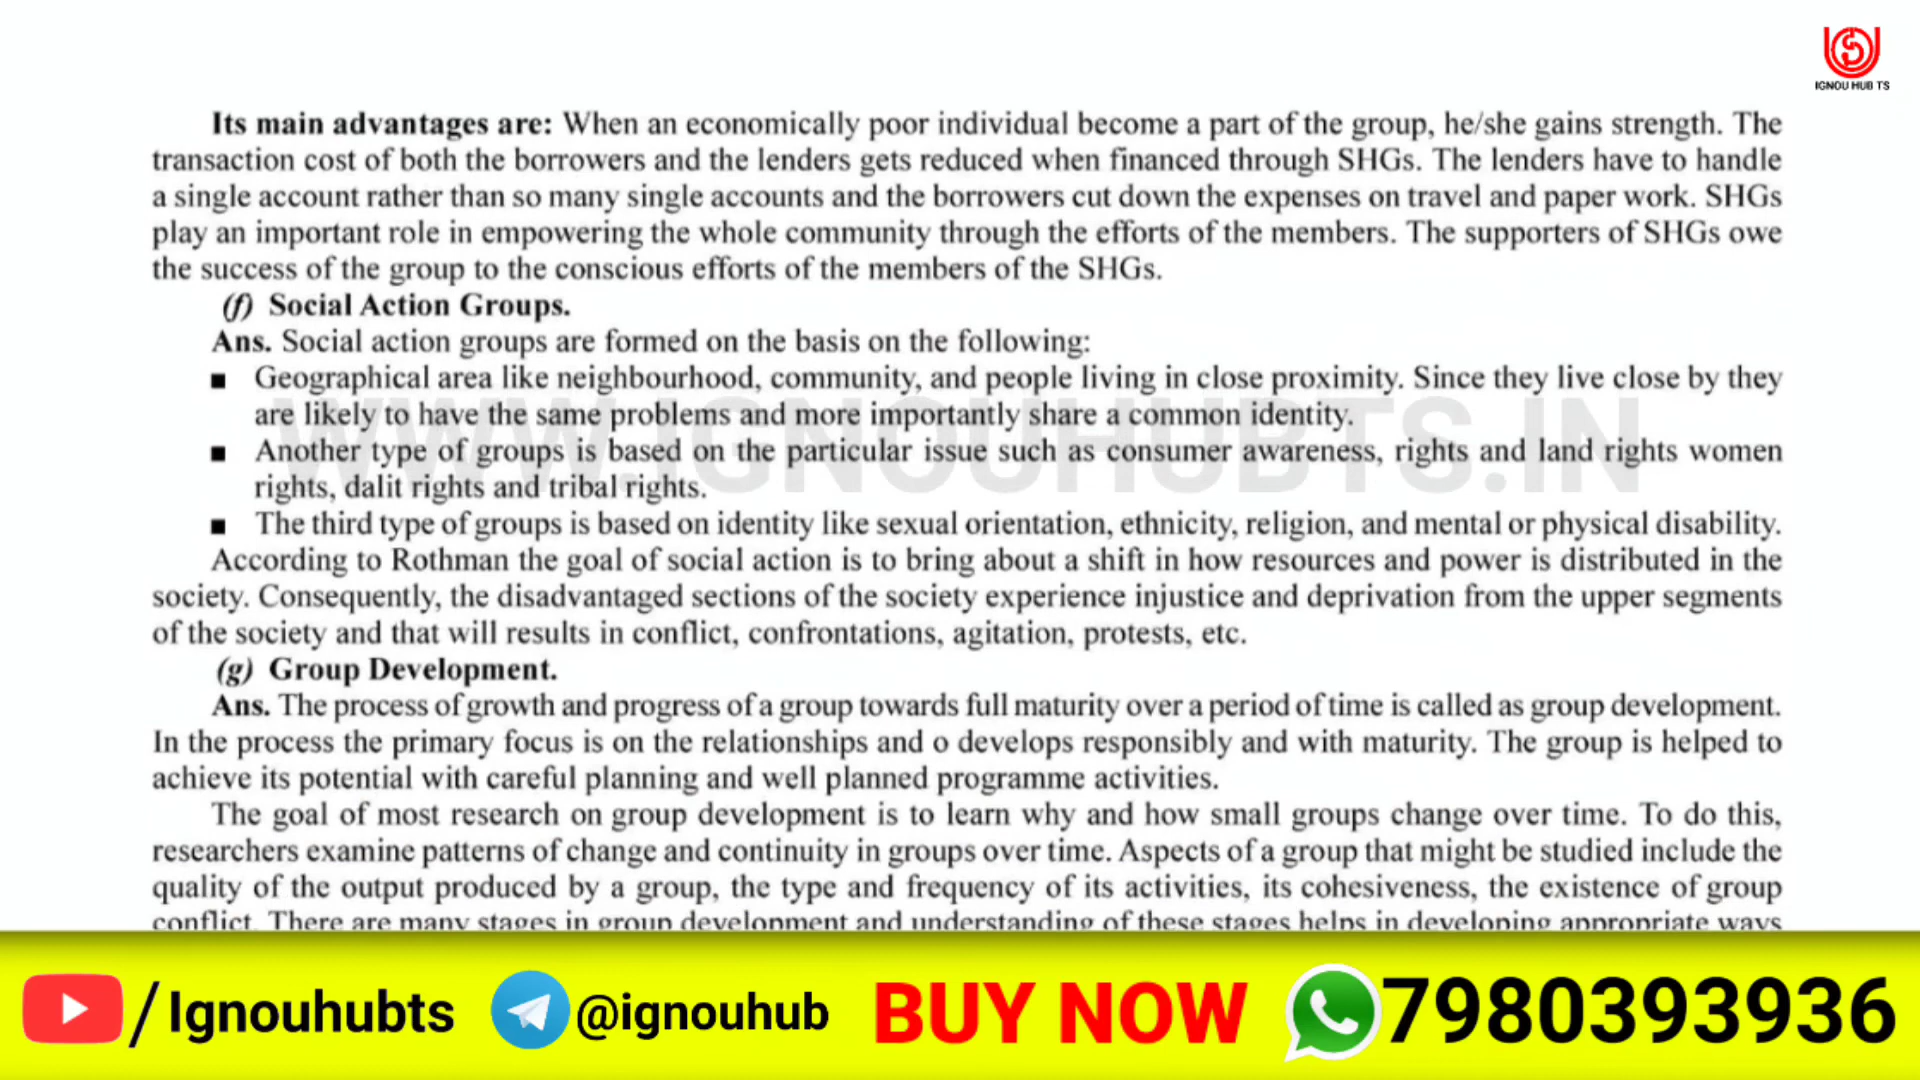 IGNOU HUB TS
Its main advantages are: When an economically poor individual become a part of the group, he/she gains strength. The
transaction cost of both the borrowers and the lenders gets reduced when financed through SHGs. The lenders have to handle
a single account rather than so many single accounts and the borrowers cut down the expenses on travel and paper work. SHGs
play an important role in empowering the whole community through the efforts of the members. The supporters of SHGs owe
the success of the group to the conscious efforts of the members of the SHGs.
(f) Social Action Groups.
Ans. Social action groups are formed on the basis on the following:
■ Geographical area like neighbourhood, community, and people living in close proximity. Since they live close by they
are likely to have the same problems and more importantly share a common identity.
WWW.IGNOUHUBTS.IN
■ Another type of groups is based on the particular issue such as consumer awareness, rights and land rights women
rights, dalit rights and tribal rights.
■ The third type of groups is based on identity like sexual orientation, ethnicity, religion, and mental or physical disability.
According to Rothman the goal of social action is to bring about a shift in how resources and power is distributed in the
society. Consequently, the disadvantaged sections of the society experience injustice and deprivation from the upper segments
of the society and that will results in conflict, confrontations, agitation, protests, etc.
(g) Group Development.
Ans. The process of growth and progress of a group towards full maturity over a period of time is called as group development.
In the process the primary focus is on the relationships and o develops responsibly and with maturity. The group is helped to
achieve its potential with careful planning and well planned programme activities.
The goal of most research on group development is to learn why and how small groups change over time. To do this,
researchers examine patterns of change and continuity in groups over time. Aspects of a group that might be studied include the
quality of the output produced by a group, the type and frequency of its activities, its cohesiveness, the existence of group
conflict. There are many stages in group development and understanding of these stages helps in developing appropriate ways
/Ignouhubts @ignouhub BUY NOW 7980393936